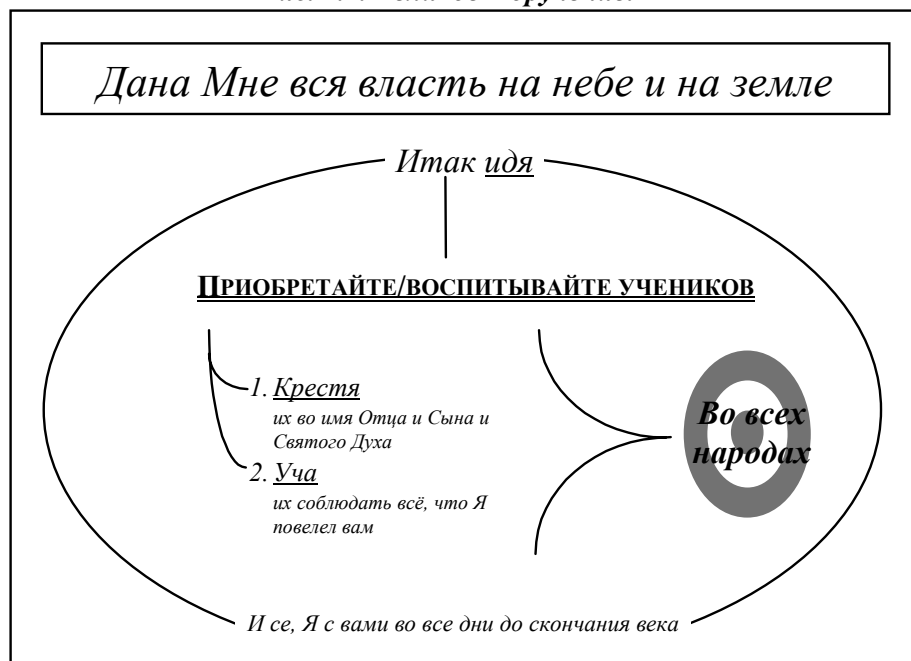 Дана Мне вся власть на небе и на земле
Итак идя
ПРИОБРЕТАЙТЕ/ВОСПИТЫВАЙТЕ УЧЕНИКОВ
1. Крестя
их во имя Отца и Сына и
Святого Духа
2. Уча
их соблюдать всё, что Я
повелел вам
Во всех
народах
И се, Я с вами во все дни до скончания века